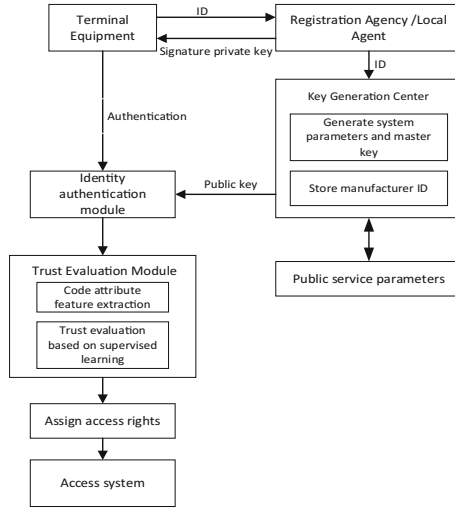 Terminal
Equipment
ID
Signature private key
Registration Agency /Local
Agent
ID
Key Generation Center
Generate system
parameters and master
key
Store manufacturer ID
Authentication
Identity
authentication
module
Public key
Public service parameters
Trust Evaluation Module
Code attribute
feature extraction
Trust evaluation
based on supervised
learning
Assign access rights
Access system